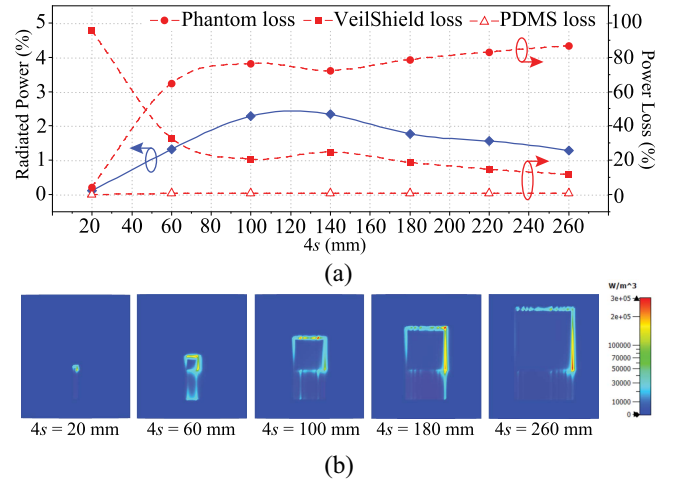 Phantom loss VeilShield loss PDMS loss
Radiated Power (%)
5
4
3
2
1
0
100
80
60
40
20
0
Power Loss (%)
20 40 60 80 100 120 140 160 180 200 220 240 260
4s (mm)
(a)
W/m^3
3e+05
2e+05
100000
70000
50000
30000
10000
0
4s = 20 mm 4s = 60 mm 4s = 100 mm 4s = 180 mm 4s = 260 mm
(b)